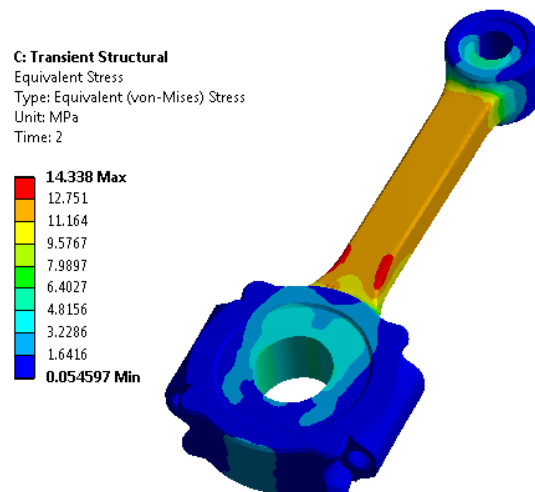 C: Transient Structural
Equivalent Stress
Type: Equivalent (von-Mises) Stress
Unit: MPa
Time: 2
14.338 Max
12.751
11.164
9.5767
7.9897
6.4027
4.8156
3.2286
1.6416
0.054597 Min